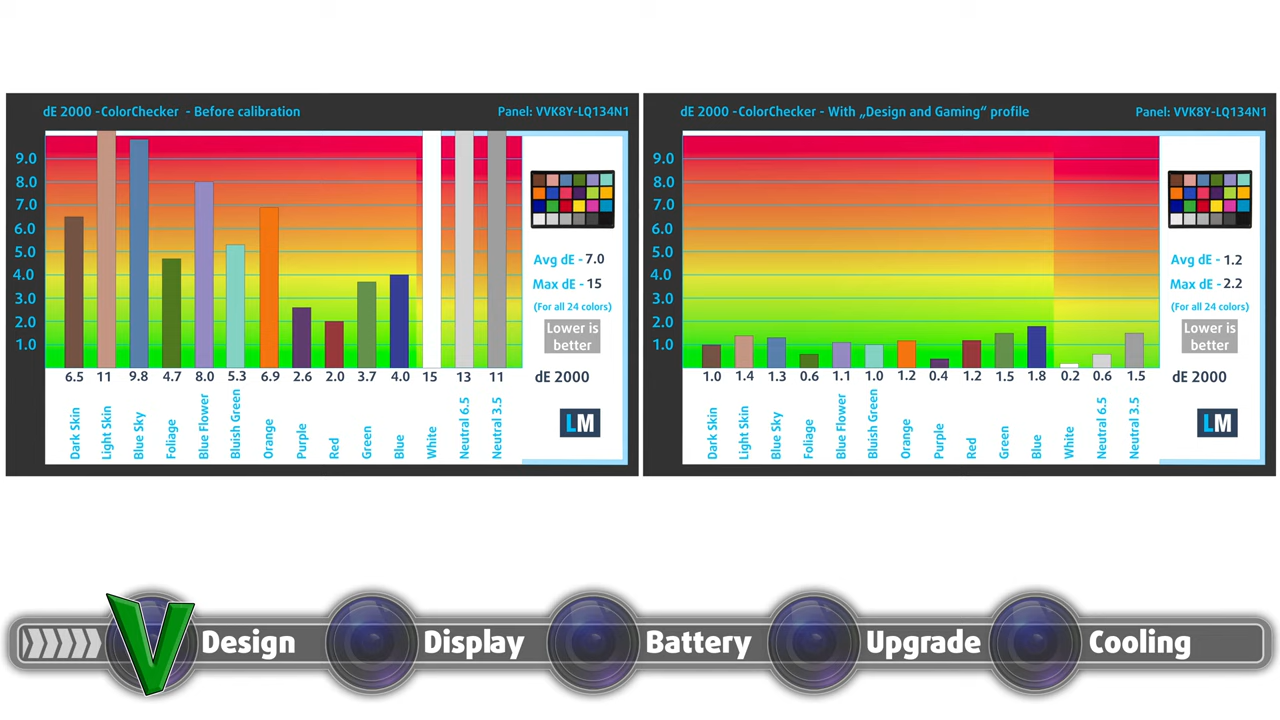 dE 2000 -ColorChecker - Before calibration
Panel: VVK8Y-LQ134N1
9.0
8.0
7.0
6.0
5.0
4.0
3.0
2.0
1.0
Avg dE - 7.0
Max dE - 15
(For all 24 colors)
Lower is
better
6.5 11 9.8 4.7 8.0 5.3 6.9 2.6 2.0 3.7 4.0 15 13 11
dE 2000
Dark Skin
Light Skin
Blue Sky
Foliage
Blue Flower
Bluish Green
Orange
Purple
Red
Green
Blue
White
Neutral 6.5
Neutral 3.5
LM
dE 2000 -ColorChecker - With „Design and Gaming“ profile
Panel: VVK8Y-LQ134N1
9.0
8.0
7.0
6.0
5.0
4.0
3.0
2.0
1.0
Avg dE - 1.2
Max dE - 2.2
(For all 24 colors)
Lower is
better
1.0 1.4 1.3 0.6 1.1 1.0 1.2 0.4 1.2 1.5 1.8 0.2 0.6 1.5
dE 2000
Dark Skin
Light Skin
Blue Sky
Foliage
Blue Flower
Bluish Green
Orange
Purple
Red
Green
Blue
White
Neutral 6.5
Neutral 3.5
LM
Design Display Battery Upgrade Cooling